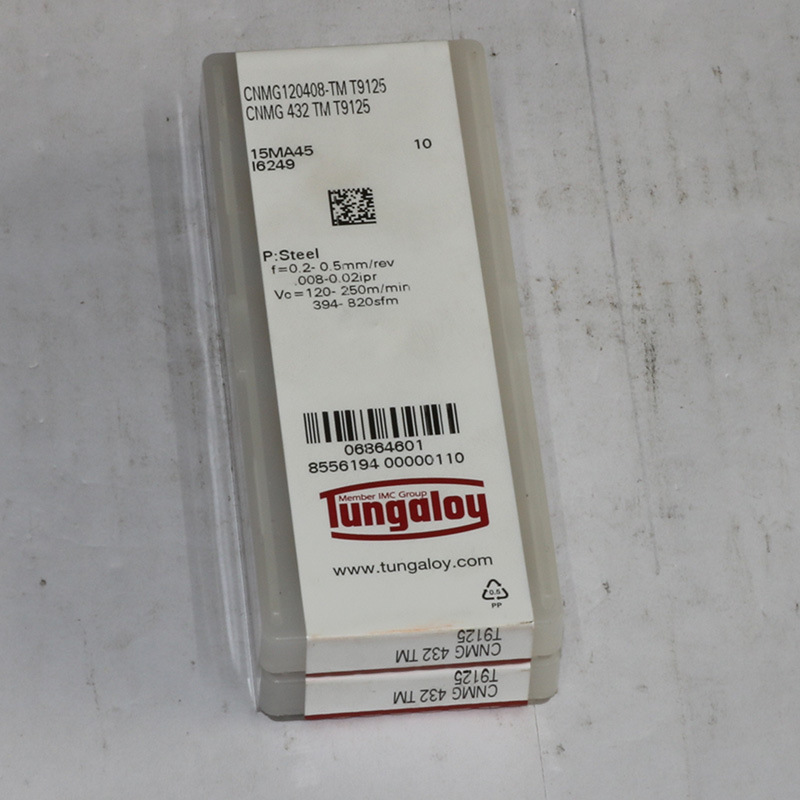 CNMG120408-TM T9125
CNMG 432 TM T9125
15MA45 10
I6249
P:Steel
f=0.2- 0.5mm/rev
.008-0.02ipr
Vc=120- 250m/min
394- 820sfm
06864601
8556194 00000110
Member IMC Group
Tungaloy
www.tungaloy.com
0.5
PP
CNMG 432 TM
T9125
CNMG 432 TM
T9125